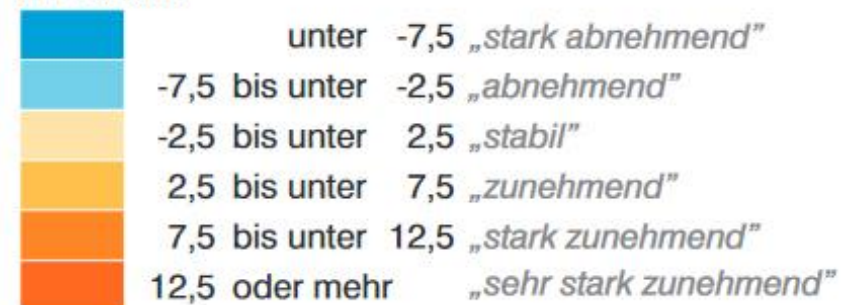 unter -7,5 „stark abnehmend”
-7,5 bis unter -2,5 „abnehmend”
-2,5 bis unter 2,5 „stabil”
2,5 bis unter 7,5 „zunehmend”
7,5 bis unter 12,5 „stark zunehmend”
12,5 oder mehr „sehr stark zunehmend”